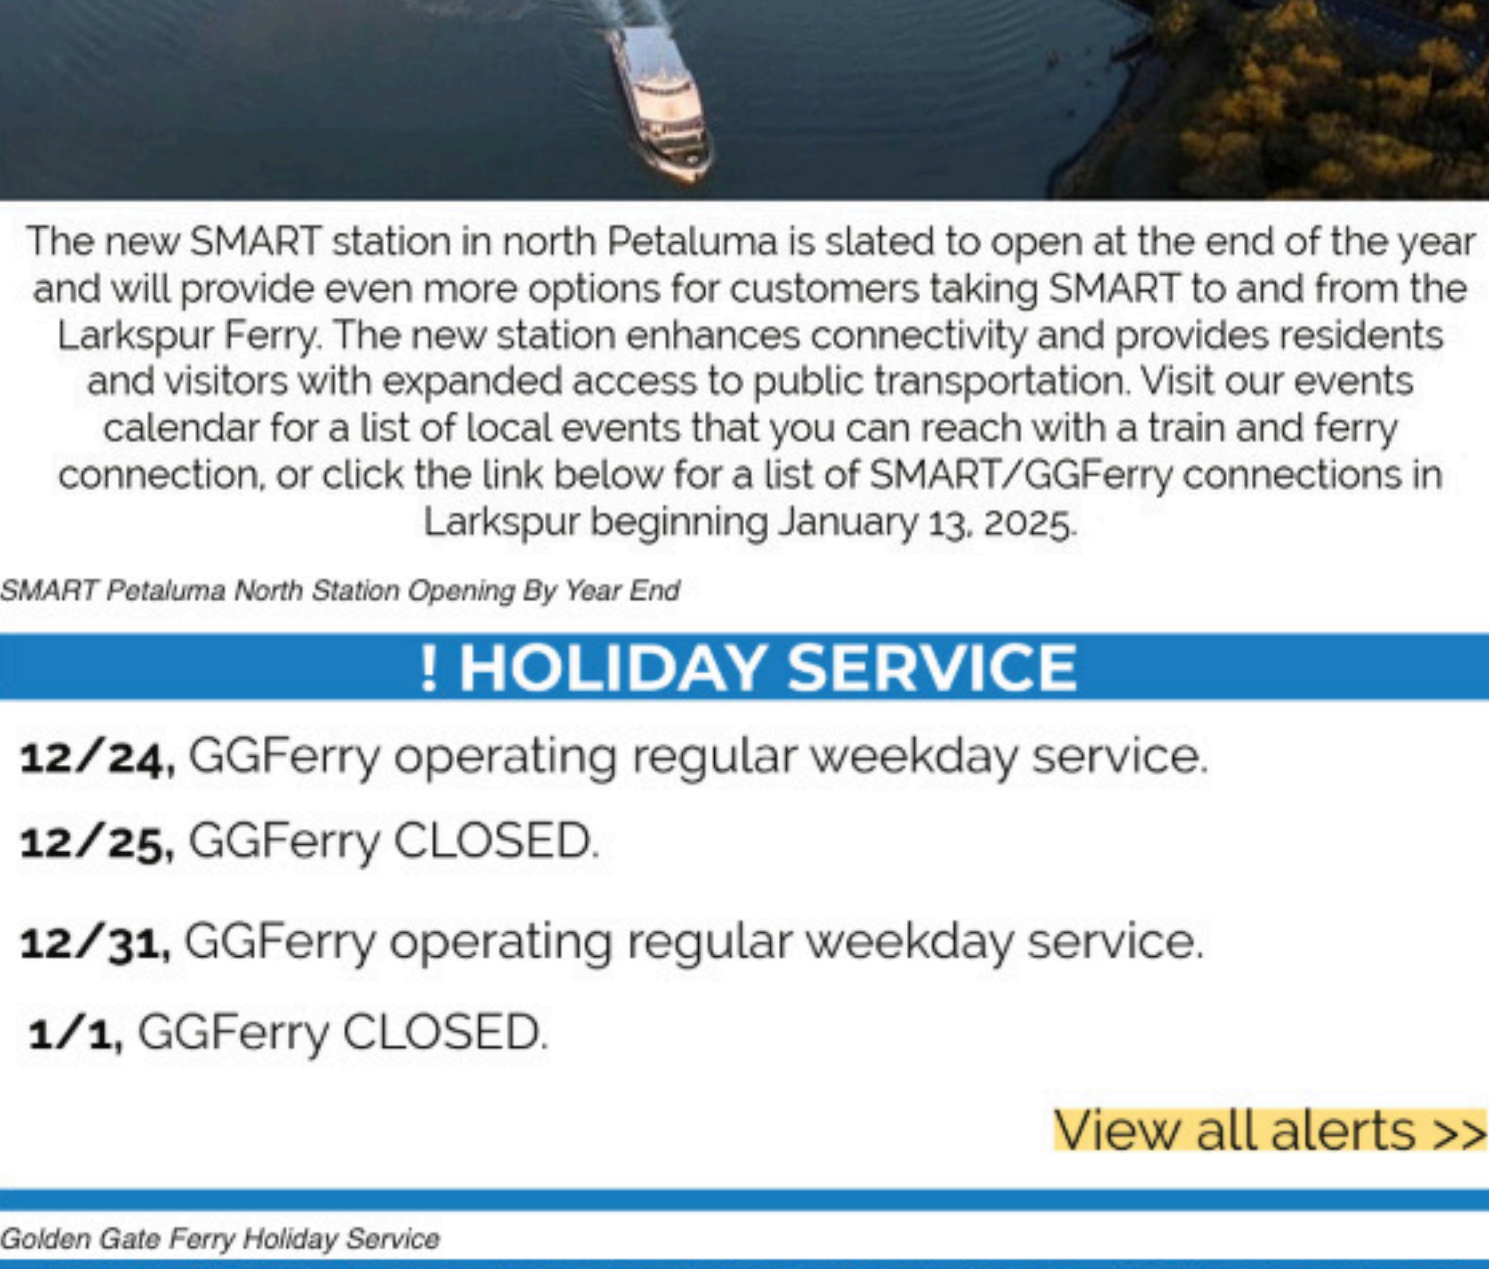 The new SMART station in north Petaluma is slated to open at the end of the year
and will provide even more options for customers taking SMART to and from the
Larkspur Ferry. The new station enhances connectivity and provides residents
and visitors with expanded access to public transportation. Visit our events
calendar for a list of local events that you can reach with a train and ferry
connection, or click the link below for a list of SMART/GGFerry connections in
Larkspur beginning January 13, 2025.
SMART Petaluma North Station Opening By Year End
! HOLIDAY SERVICE
12/24, GGFerry operating regular weekday service.
12/25, GGFerry CLOSED.
12/31, GGFerry operating regular weekday service.
1/1, GGFerry CLOSED.
View all alerts >>
Golden Gate Ferry Holiday Service